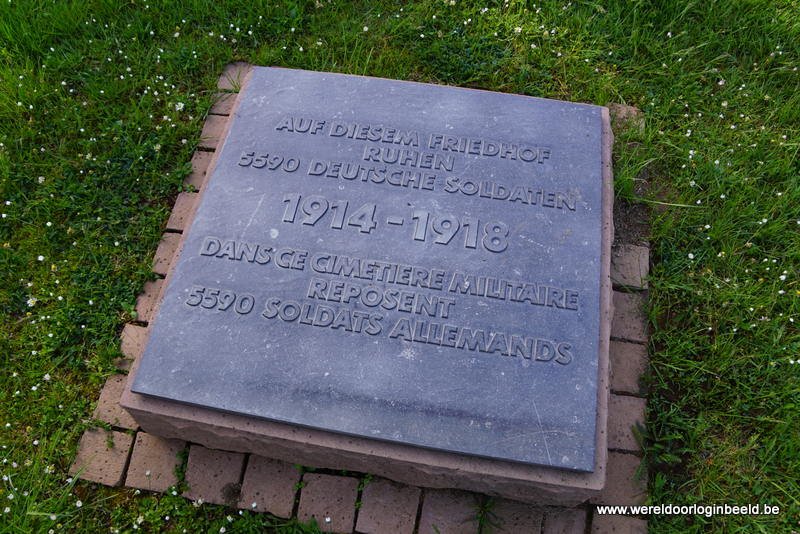 AUF DIESEM FRIEDHOF
RUHEN
5590 DEUTSCHE SOLDATEN
1914-1918
DANS CE CIMETIERE MILITAIRE
REPOSENT
5590 SOLDATS ALLEMANDS
www.wereldoorloginbeeld.be